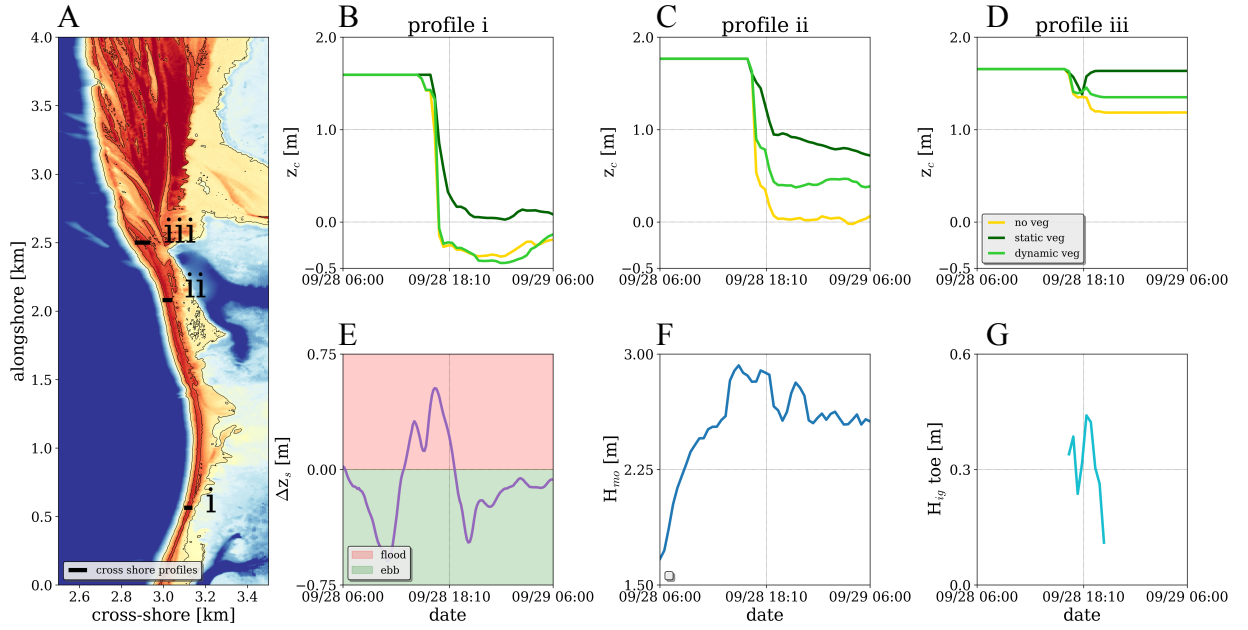 A
B
C
D
profile i
profile ii
profile iii
4.0
3.5
3.0
2.5
2.0
1.5
1.0
0.5
0.0
alongshore [km]
iii
ii
i
cross shore profiles
2.6
2.8
3.0
3.2
3.4
cross-shore [km]
2.0
1.0
0.0
−0.5
z_c [m]
09/28 06:00
09/28 18:10
09/29 06:00
2.0
1.0
0.0
−0.5
z_c [m]
09/28 06:00
09/28 18:10
09/29 06:00
2.0
1.0
0.0
−0.5
z_c [m]
no veg
static veg
dynamic veg
09/28 06:00
09/28 18:10
09/29 06:00
E
F
G
0.75
0.00
−0.75
Δz_s [m]
flood
ebb
09/28 06:00
09/28 18:10
09/29 06:00
date
3.00
2.25
1.50
H_mo [m]
09/28 06:00
09/28 18:10
09/29 06:00
date
0.6
0.3
0.0
H_ig toe [m]
09/28 06:00
09/28 18:10
09/29 06:00
date